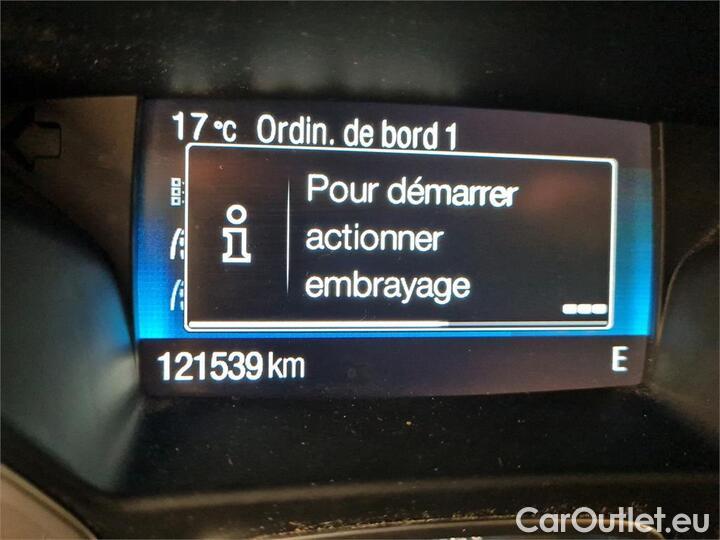 17°C Ordin. de bord 1
Pour démarrer
actionner
embrayage
121539 km E
CarOutlet.eu